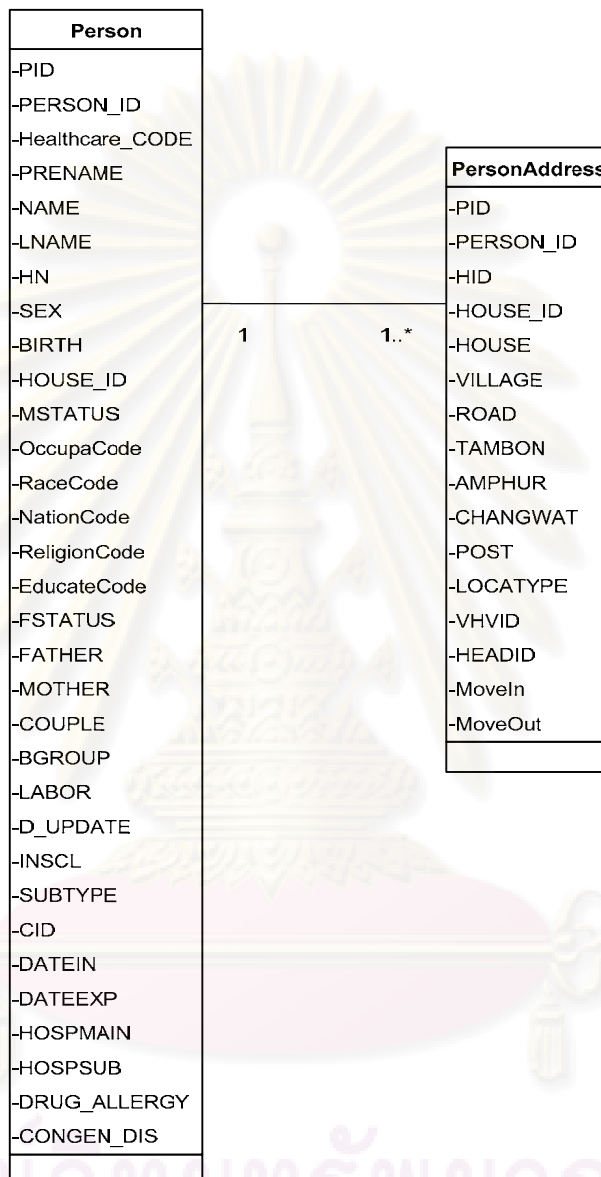 Person
-PID
-PERSON_ID
-Healthcare_CODE
-PRENAME
-NAME
-LNAME
-HN
-SEX
-BIRTH
-HOUSE_ID
-MSTATUS
-OccupaCode
-RaceCode
-NationCode
-ReligionCode
-EducateCode
-FSTATUS
-FATHER
-MOTHER
-COUPLE
-BGROUP
-LABOR
-D_UPDATE
-INSCL
-SUBTYPE
-CID
-DATEIN
-DATEEXP
-HOSPMAIN
-HOSPSUB
-DRUG_ALLERGY
-CONGEN_DIS
1
1..*
PersonAddress
-PID
-PERSON_ID
-HID
-HOUSE_ID
-HOUSE
-VILLAGE
-ROAD
-TAMBON
-AMPHUR
-CHANGWAT
-POST
-LOCATYPE
-VHVID
-HEADID
-MoveIn
-MoveOut